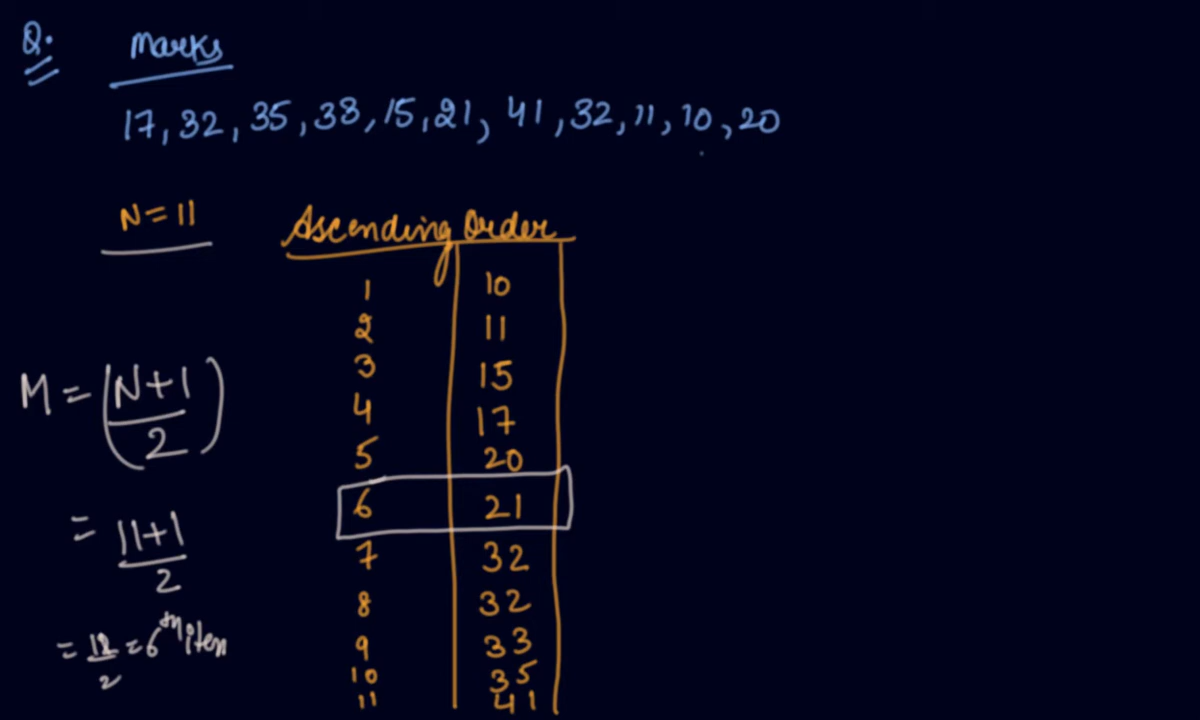 Q. Marks
17, 32, 35, 33, 15, 21, 41, 32, 11, 10, 20
N = 11
Ascending Order
1 10
2 11
3 15
4 17
5 20
6 21
7 32
8 32
9 33
10 35
11 41
M = (N+1/2)
= 11+1/2
= 12/2 = 6th item